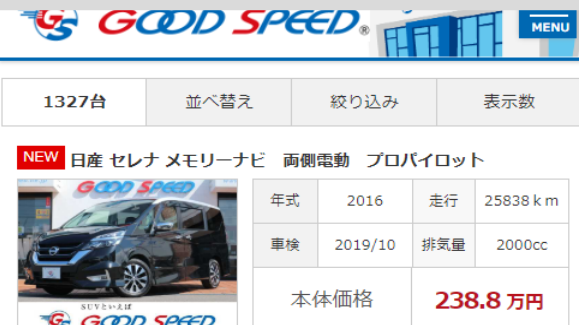 GS GOOD SPEED®
MENU
1327台 並べ替え 絞り込み 表示数
NEW 日産 セレナ メモリーナビ 両側電動 プロパイロット
GOOD SPEED
年式 2016 走行 25838ｋｍ
車検 2019/10 排気量 2000cc
本体価格 238.8 万円
SUVといえば
GS GOOD SPEED